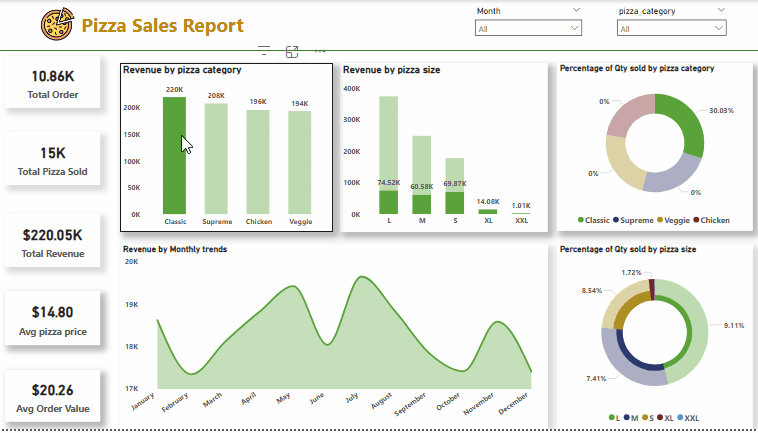 Pizza Sales Report
Month
All
pizza_category
All
10.86K
Total Order
15K
Total Pizza Sold
$220.05K
Total Revenue
$14.80
Avg pizza price
$20.26
Avg Order Value
Revenue by pizza category
200K
150K
100K
50K
0K
220K
208K
196K
194K
Classic
Supreme
Chicken
Veggie
Revenue by pizza size
400K
300K
200K
100K
0K
74.52K
60.58K
69.87K
14.08K
1.01K
L
M
S
XL
XXL
Percentage of Qty sold by pizza category
0%
30.03%
0%
0%
Classic Supreme Veggie Chicken
Revenue by Monthly trends
20K
19K
18K
17K
January
February
March
April
May
June
July
August
September
October
November
December
Percentage of Qty sold by pizza size
1.72%
8.54%
9.11%
7.41%
L M S XL XXL